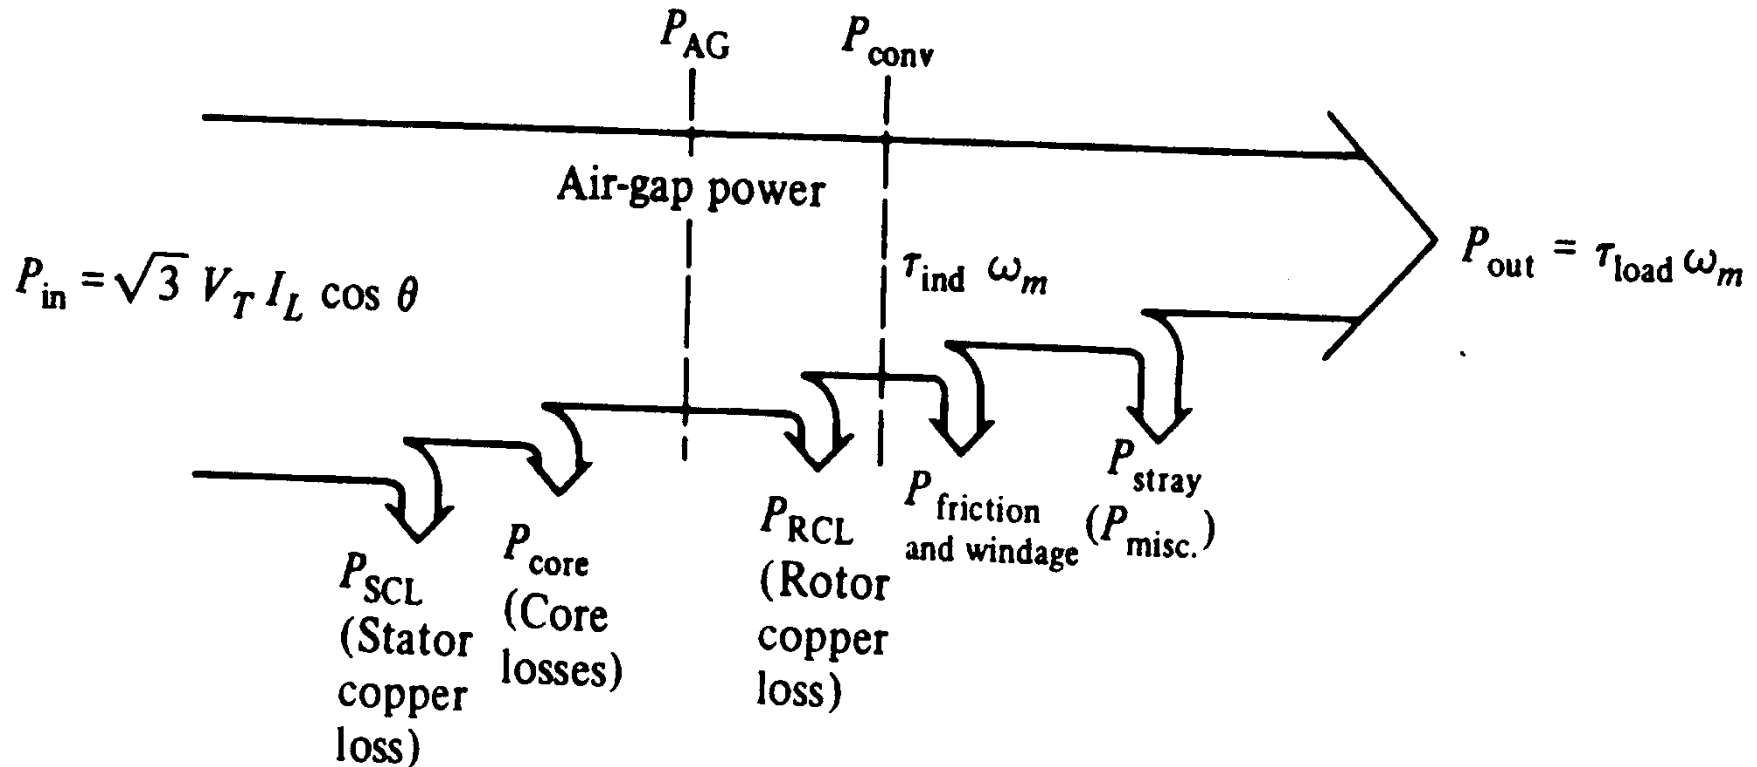 P_AG
P_conv
Air-gap power
P_in = √3 V_T I_L cos θ
τ_ind ω_m
P_out = τ_load ω_m
P_SCL
(Stator
copper
loss)
P_core
(Core
losses)
P_RCL
(Rotor
copper
loss)
P_friction
and windage
P_stray
(P_misc.)